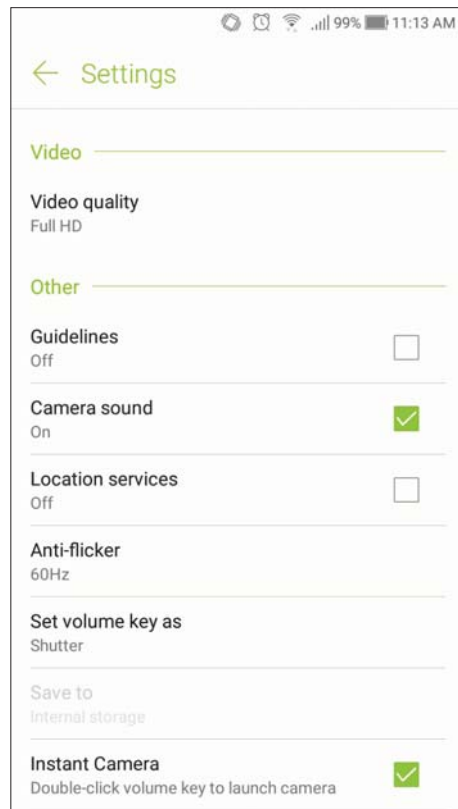 99% 11:13 AM
Settings
Video
Video quality
Full HD
Other
Guidelines
Off
Camera sound
On
Location services
Off
Anti-flicker
60Hz
Set volume key as
Shutter
Save to
Internal storage
Instant Camera
Double-click volume key to launch camera